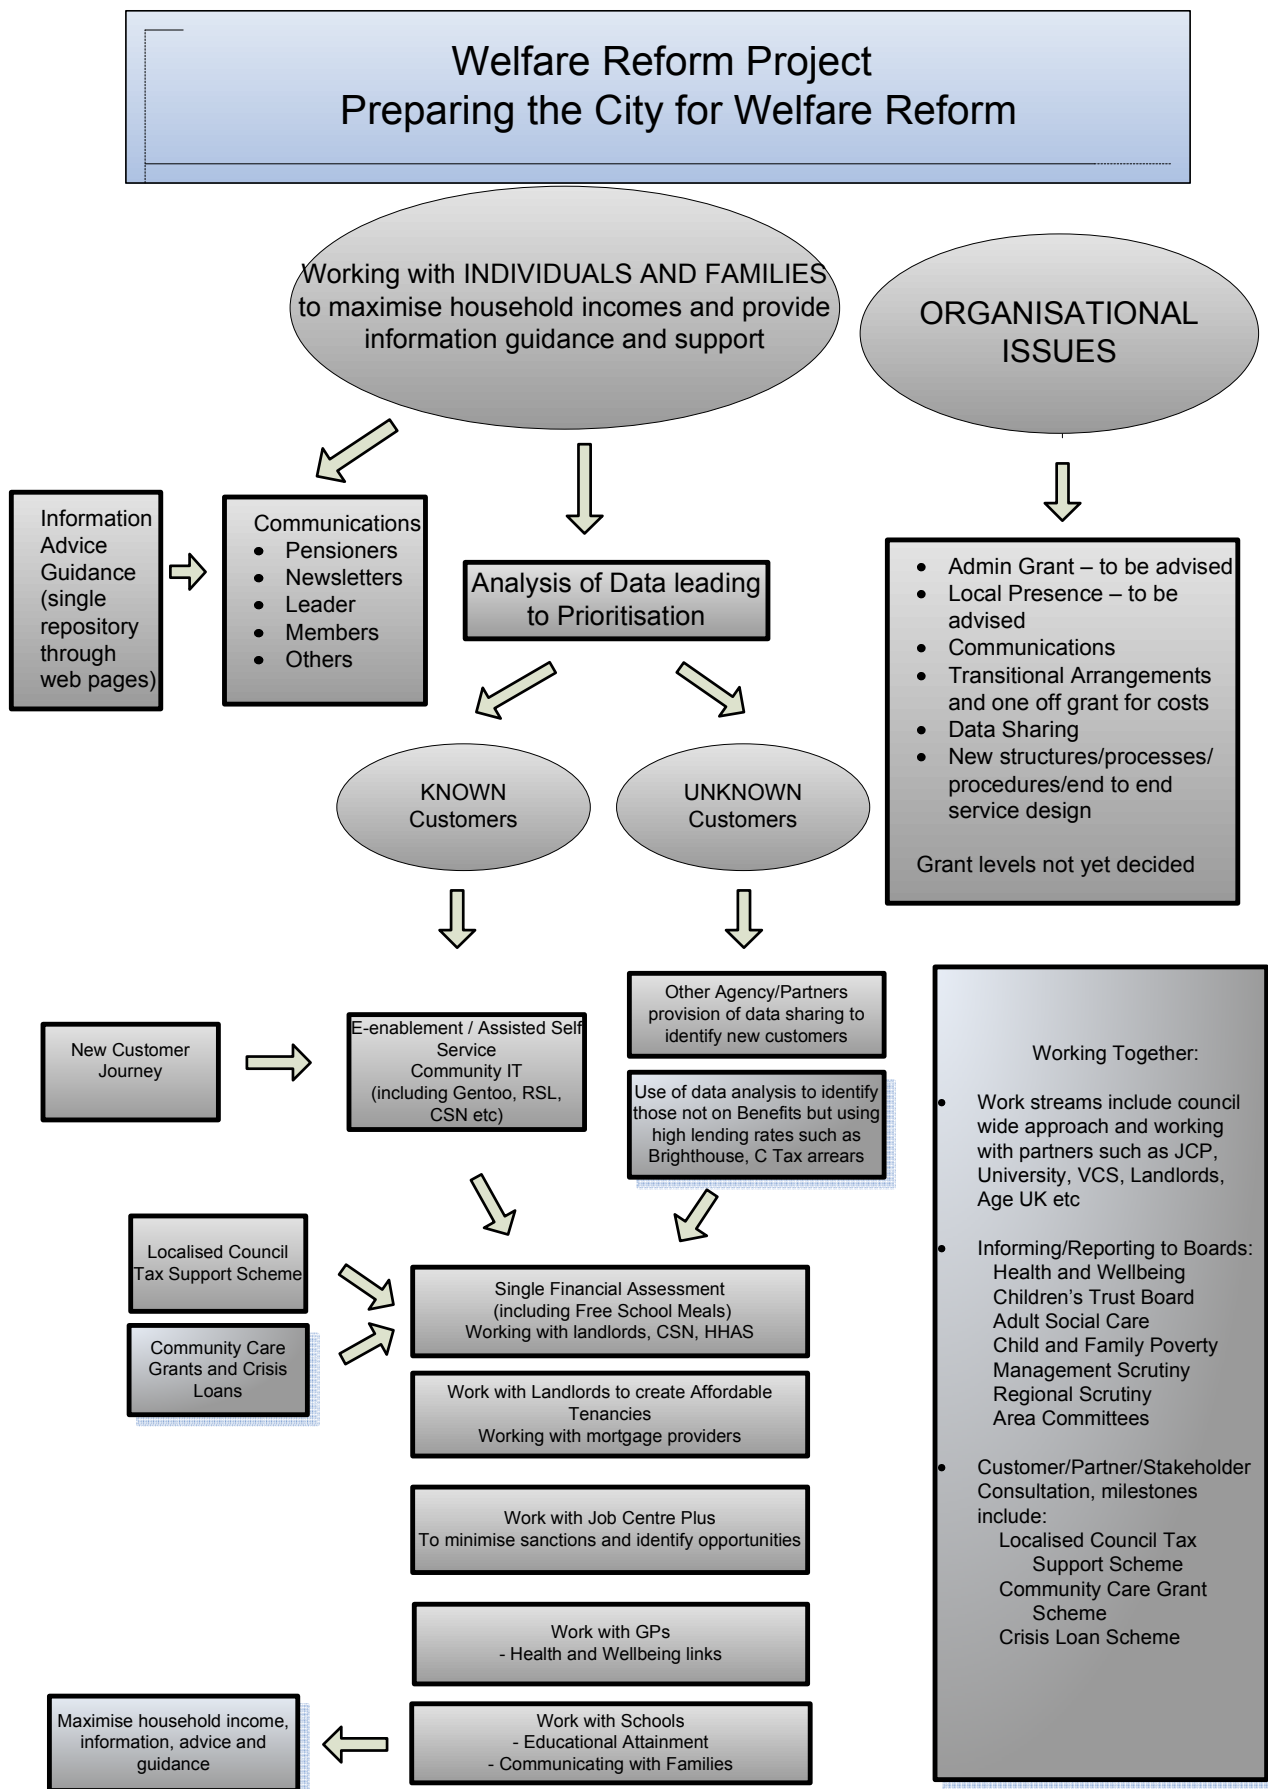 Welfare Reform Project
Preparing the City for Welfare Reform
Working with INDIVIDUALS AND FAMILIES
to maximise household incomes and provide
information guidance and support
ORGANISATIONAL
ISSUES
Information
Advice
Guidance
(single
repository
through
web pages)
Communications
• Pensioners
• Newsletters
• Leader
• Members
• Others
Analysis of Data leading
to Prioritisation
• Admin Grant – to be advised
• Local Presence – to be
advised
• Communications
• Transitional Arrangements
and one off grant for costs
• Data Sharing
• New structures/processes/
procedures/end to end
service design
Grant levels not yet decided
KNOWN
Customers
UNKNOWN
Customers
New Customer
Journey
E-enablement / Assisted Self
Service
Community IT
(including Gentoo, RSL,
CSN etc)
Other Agency/Partners
provision of data sharing to
identify new customers
Use of data analysis to identify
those not on Benefits but using
high lending rates such as
Brighthouse, C Tax arrears
Localised Council
Tax Support Scheme
Community Care
Grants and Crisis
Loans
Single Financial Assessment
(including Free School Meals)
Working with landlords, CSN, HHAS
Work with Landlords to create Affordable
Tenancies
Working with mortgage providers
Work with Job Centre Plus
To minimise sanctions and identify opportunities
Work with GPs
- Health and Wellbeing links
Work with Schools
- Educational Attainment
- Communicating with Families
Maximise household income,
information, advice and
guidance
Working Together:
• Work streams include council
wide approach and working
with partners such as JCP,
University, VCS, Landlords,
Age UK etc
• Informing/Reporting to Boards:
Health and Wellbeing
Children’s Trust Board
Adult Social Care
Child and Family Poverty
Management Scrutiny
Regional Scrutiny
Area Committees
• Customer/Partner/Stakeholder
Consultation, milestones
include:
Localised Council Tax
Support Scheme
Community Care Grant
Scheme
Crisis Loan Scheme